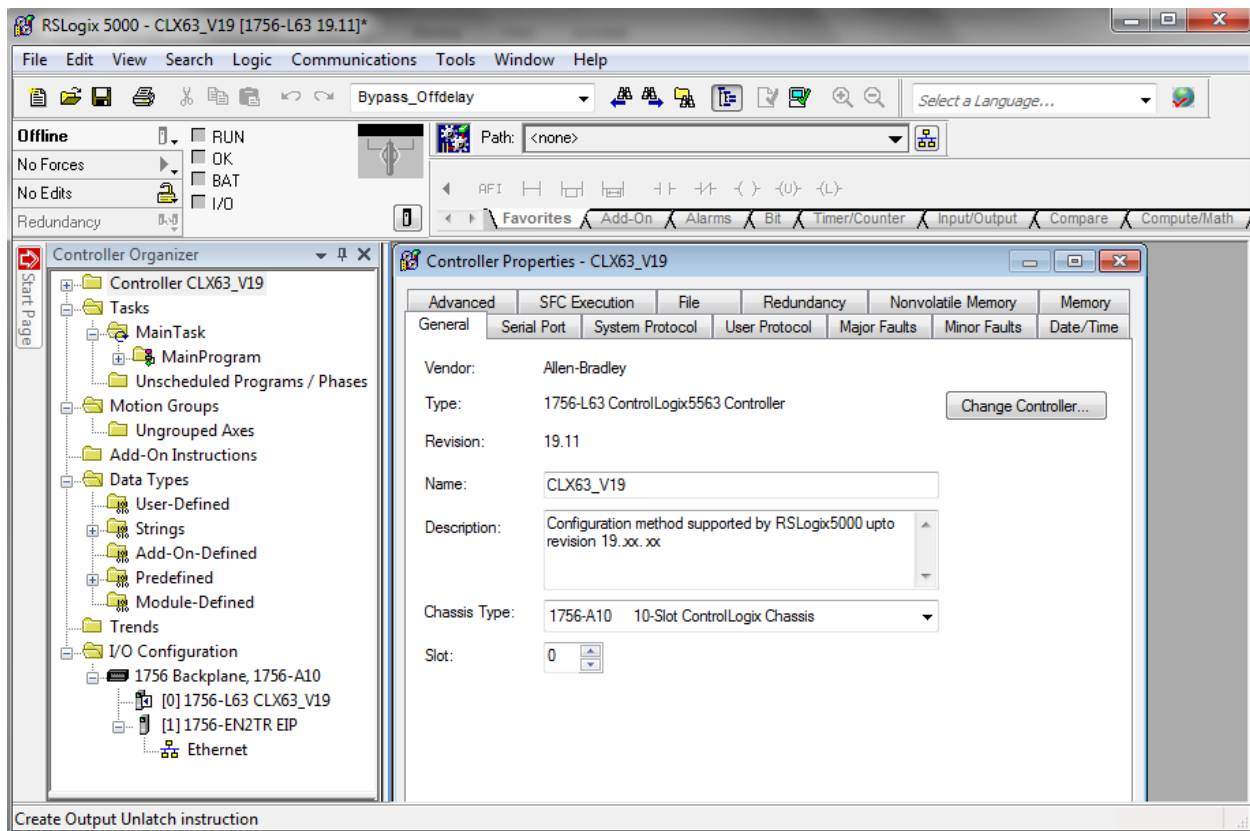 RSLogix 5000 - CLX63_V19 [1756-L63 19.11]*
File Edit View Search Logic Communications Tools Window Help
Bypass_Offdelay
Select a Language...
Offline
RUN
Path: <none>
No Forces
OK
No Edits
BAT
AFI
I/O
Redundancy
Favorites Add-On Alarms Bit Timer/Counter Input/Output Compare Compute/Math
Start Page
Controller Organizer
Controller CLX63_V19
Tasks
MainTask
MainProgram
Unscheduled Programs / Phases
Motion Groups
Ungrouped Axes
Add-On Instructions
Data Types
User-Defined
Strings
Add-On-Defined
Predefined
Module-Defined
Trends
I/O Configuration
1756 Backplane, 1756-A10
[0] 1756-L63 CLX63_V19
[1] 1756-EN2TR EIP
Ethernet
Controller Properties - CLX63_V19
Advanced SFC Execution File Redundancy Nonvolatile Memory Memory
General Serial Port System Protocol User Protocol Major Faults Minor Faults Date/Time
Vendor: Allen-Bradley
Type: 1756-L63 ControlLogix5563 Controller
Change Controller...
Revision: 19.11
Name: CLX63_V19
Description: Configuration method supported by RSLogix5000 upto
revision 19..xx. xx
Chassis Type: 1756-A10 10-Slot ControlLogix Chassis
Slot: 0
Create Output Unlatch instruction